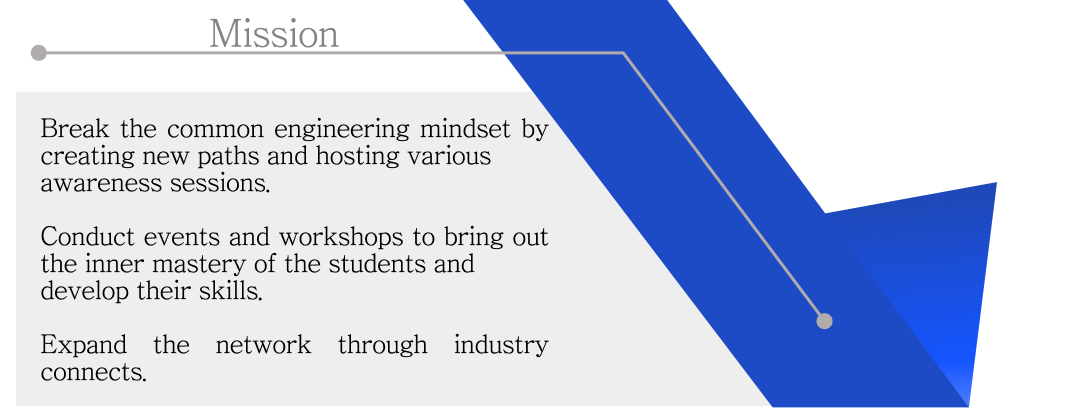 Mission
Break the common engineering mindset by
creating new paths and hosting various
awareness sessions.
Conduct events and workshops to bring out
the inner mastery of the students and
develop their skills.
Expand the network through industry
connects.